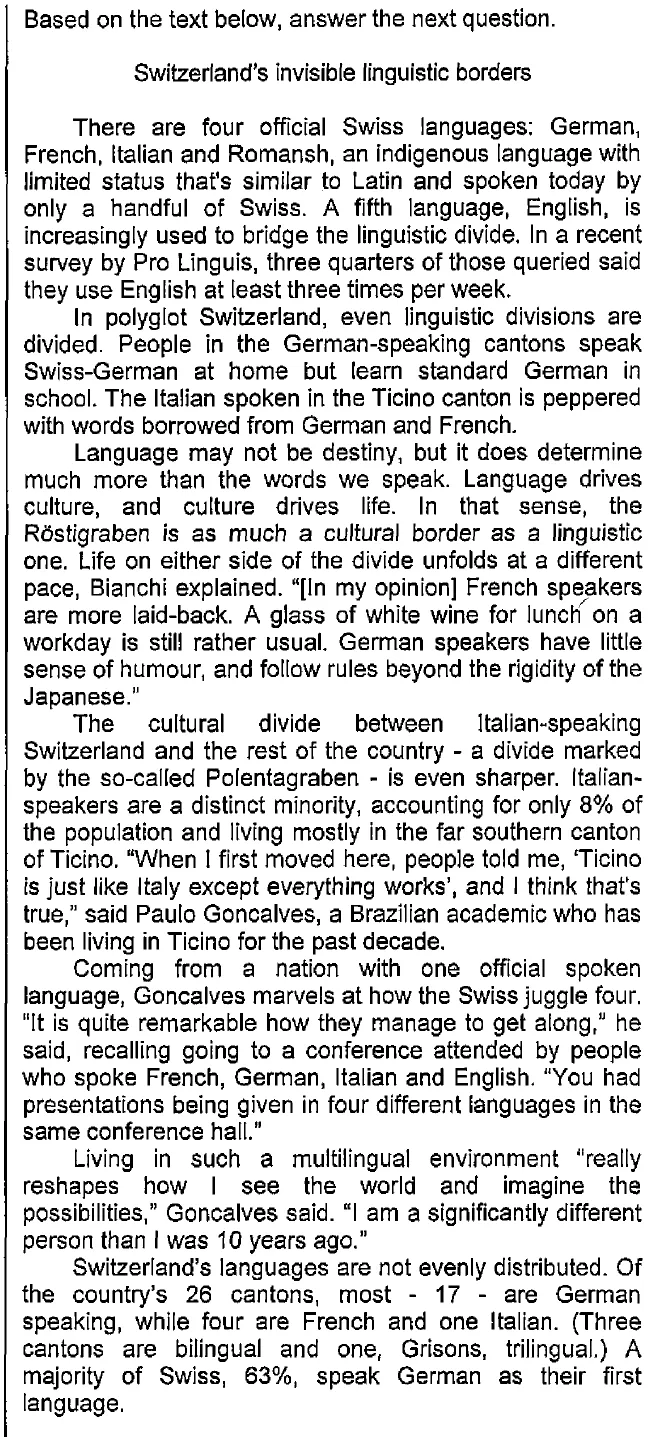 Based on the text below, answer the next question.
Switzerland's invisible linguistic borders
There are four official Swiss languages: German,
French, Italian and Romansh, an indigenous language with
limited status that's similar to Latin and spoken today by
only a handful of Swiss. A fifth language, English, is
increasingly used to bridge the linguistic divide. In a recent
survey by Pro Linguis, three quarters of those queried said
they use English at least three times per week.
In polyglot Switzerland, even linguistic divisions are
divided. People in the German-speaking cantons speak
Swiss-German at home but learn standard German in
school. The Italian spoken in the Ticino canton is peppered
with words borrowed from German and French.
Language may not be destiny, but it does determine
much more than the words we speak. Language drives
culture, and culture drives life. In that sense, the
Röstigraben is as much a cultural border as a linguistic
one. Life on either side of the divide unfolds at a different
pace, Bianchi explained. "[In my opinion] French speakers
are more laid-back. A glass of white wine for lunch on a
workday is still rather usual. German speakers have little
sense of humour, and follow rules beyond the rigidity of the
Japanese."
The cultural divide between Italian-speaking
Switzerland and the rest of the country - a divide marked
by the so-called Polentagraben - is even sharper. Italian-
speakers are a distinct minority, accounting for only 8% of
the population and living mostly in the far southern canton
of Ticino. "When I first moved here, people told me, 'Ticino
is just like Italy except everything works', and I think that's
true," said Paulo Goncalves, a Brazilian academic who has
been living in Ticino for the past decade.
Coming from a nation with one official spoken
language, Goncalves marvels at how the Swiss juggle four.
"It is quite remarkable how they manage to get along," he
said, recalling going to a conference attended by people
who spoke French, German, Italian and English. "You had
presentations being given in four different languages in the
same conference hall."
Living in such a multilingual environment "really
reshapes how I see the world and imagine the
possibilities," Goncalves said. "I am a significantly different
person than I was 10 years ago."
Switzerland's languages are not evenly distributed. Of
the country's 26 cantons, most - 17 - are German
speaking, while four are French and one Italian. (Three
cantons are bilingual and one, Grisons, trilingual.) A
majority of Swiss, 63%, speak German as their first
language.